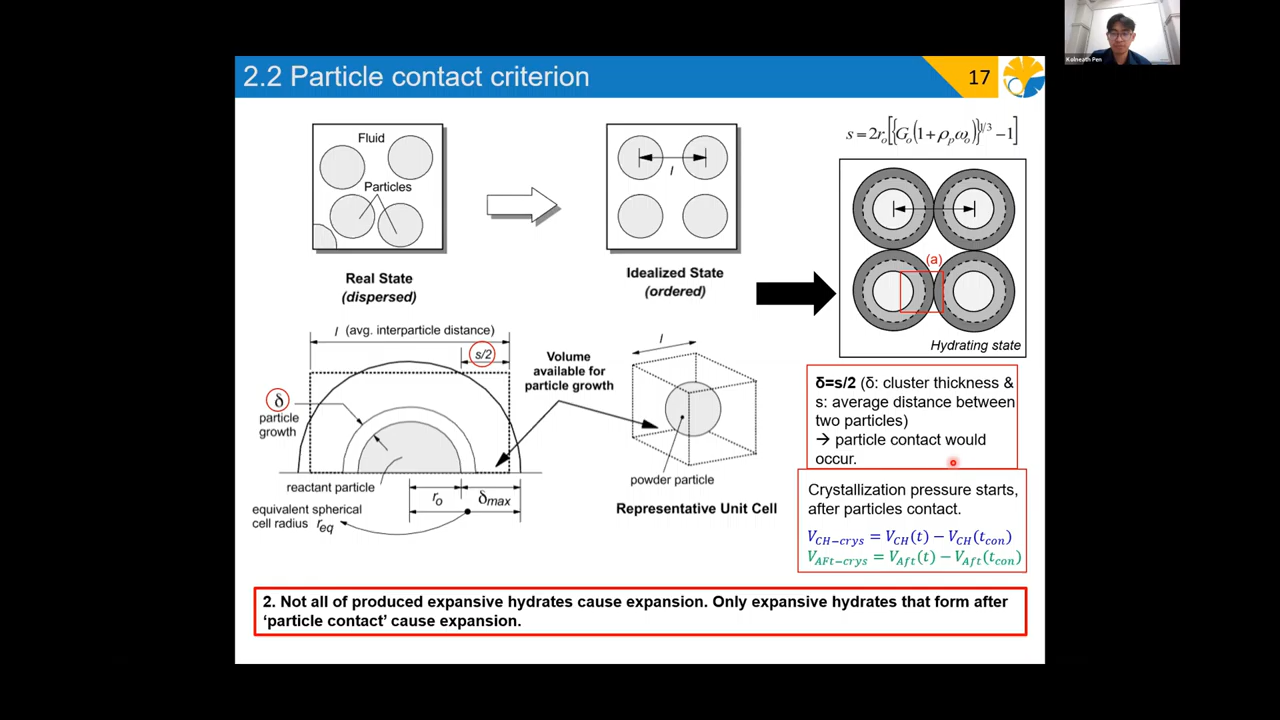 2.2 Particle contact criterion
17
Kolneath Pen
Fluid
Particles
Real State
(dispersed)
l
Idealized State
(ordered)
s=2r₀[{G₀(1+ρₚω₀)}^1/3 −1]
(a)
Hydrating state
l (avg. interparticle distance)
s/2
δ
particle
growth
reactant particle
r₀
δmax
equivalent spherical
cell radius req
Volume
available for
particle growth
l
powder particle
Representative Unit Cell
δ=s/2 (δ: cluster thickness &
s: average distance between
two particles)
→ particle contact would
occur.
Crystallization pressure starts,
after particles contact.
V_CH−crys = V_CH(t) − V_CH(t_con)
V_AFt−crys = V_Aft(t) − V_Aft(t_con)
2. Not all of produced expansive hydrates cause expansion. Only expansive hydrates that form after
‘particle contact’ cause expansion.